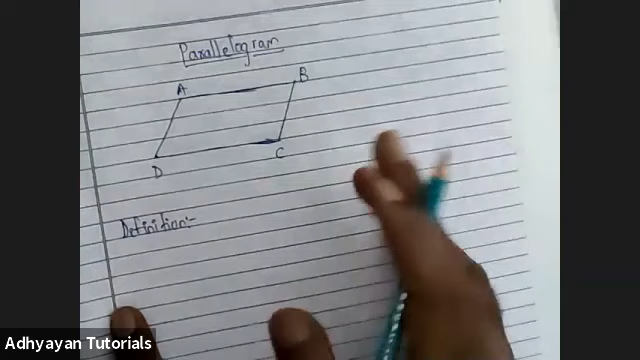 Parallelogram
A
B
D
C
Definition:-
Adhyayan Tutorials